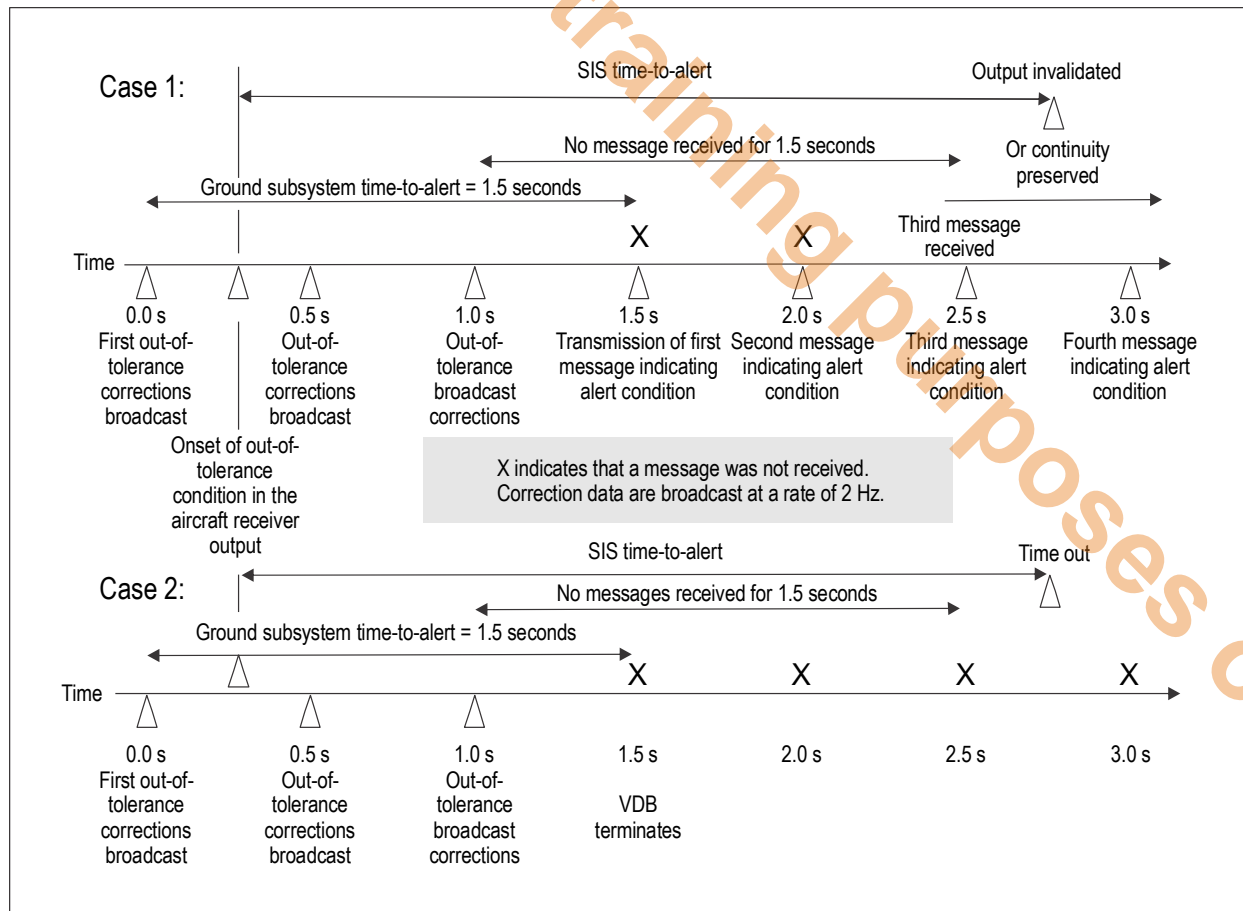 Case 1:
SIS time-to-alert
Output invalidated
No message received for 1.5 seconds
Or continuity
preserved
Ground subsystem time-to-alert = 1.5 seconds
X
X
Third message
received
Time
0.0 s
First out-of-
tolerance
corrections
broadcast
Onset of out-of-
tolerance
condition in the
aircraft receiver
output
0.5 s
Out-of-
tolerance
corrections
broadcast
1.0 s
Out-of-
tolerance
broadcast
corrections
1.5 s
Transmission of first
message indicating
alert condition
2.0 s
Second message
indicating alert
condition
2.5 s
Third message
indicating alert
condition
3.0 s
Fourth message
indicating alert
condition
X indicates that a message was not received.
Correction data are broadcast at a rate of 2 Hz.
Case 2:
SIS time-to-alert
Time out
No messages received for 1.5 seconds
Ground subsystem time-to-alert = 1.5 seconds
X
X
X
X
Time
0.0 s
First out-of-
tolerance
corrections
broadcast
0.5 s
Out-of-
tolerance
corrections
broadcast
1.0 s
Out-of-
tolerance
broadcast
corrections
1.5 s
VDB
terminates
2.0 s
2.5 s
3.0 s
training purposes